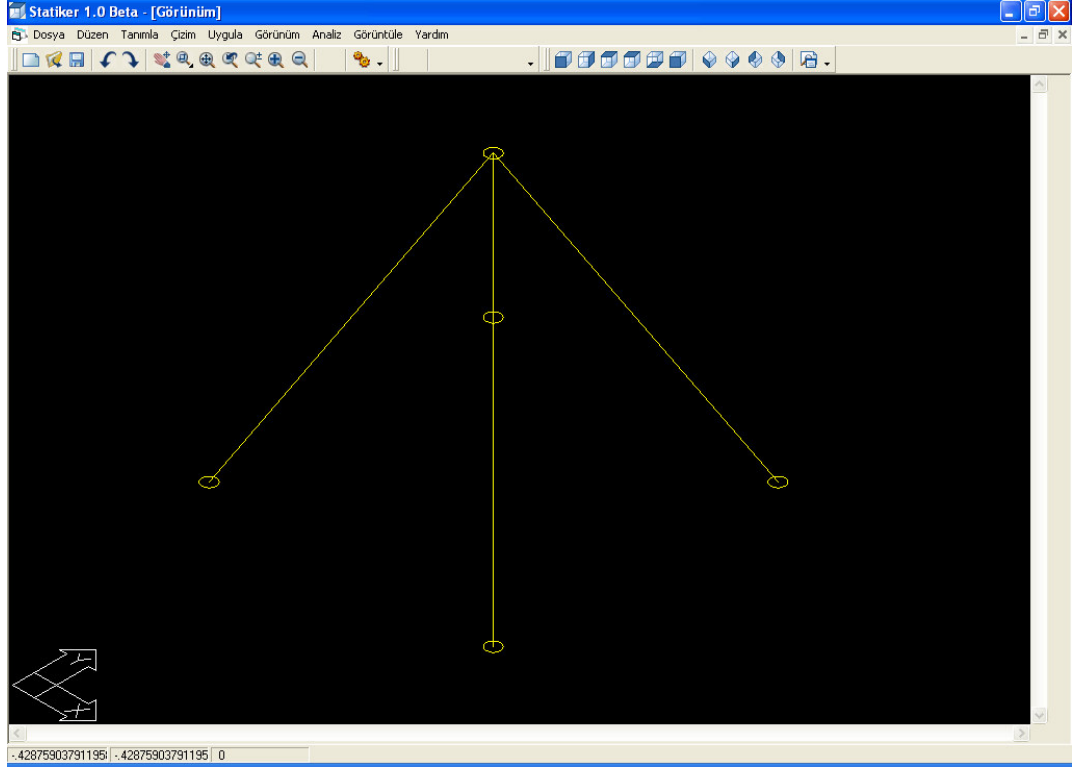 Statiker 1.0 Beta - [Görünüm]
Dosya Düzen Tanımla Çizim Uygula Görünüm Analiz Görüntüle Yardım
Y
X
-.42875903791195 -.42875903791195 0